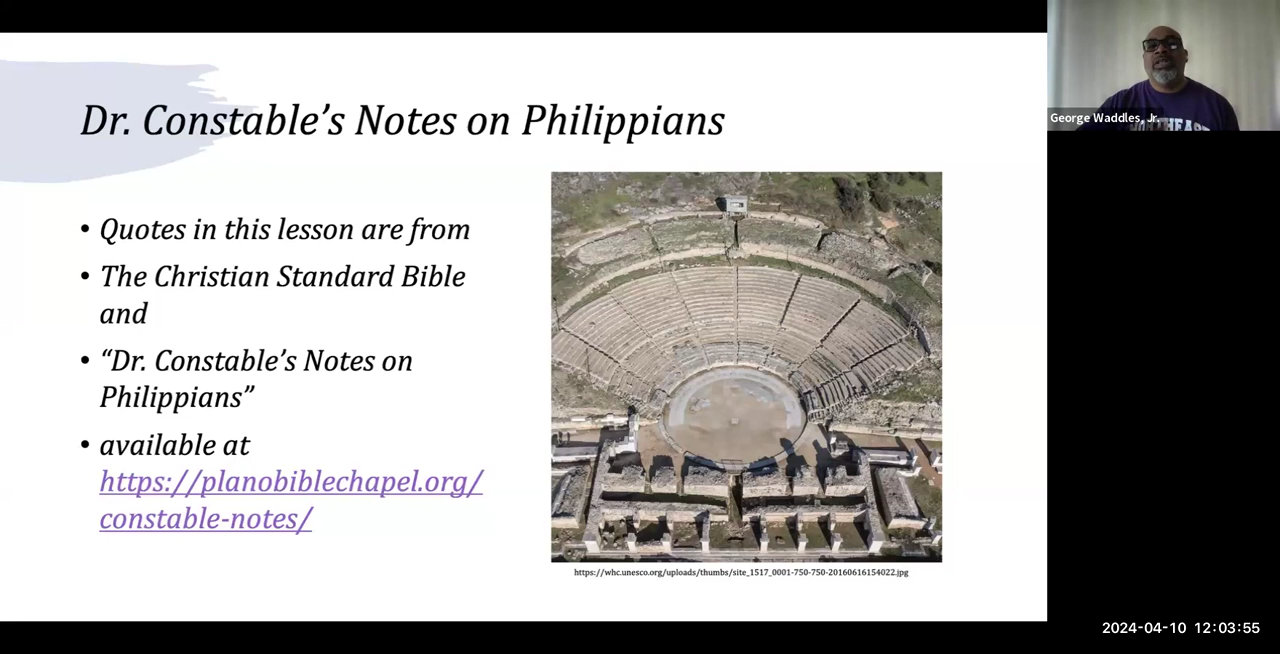 Dr. Constable's Notes on Philippians
• Quotes in this lesson are from
• The Christian Standard Bible
and
• “Dr. Constable's Notes on
Philippians”
• available at
https://planobiblechapel.org/
constable-notes/
https://whc.unesco.org/uploads/thumbs/site_1517_0001-750-750-20160616154022.jpg
George Waddles, Jr.
2024-04-10 12:03:55